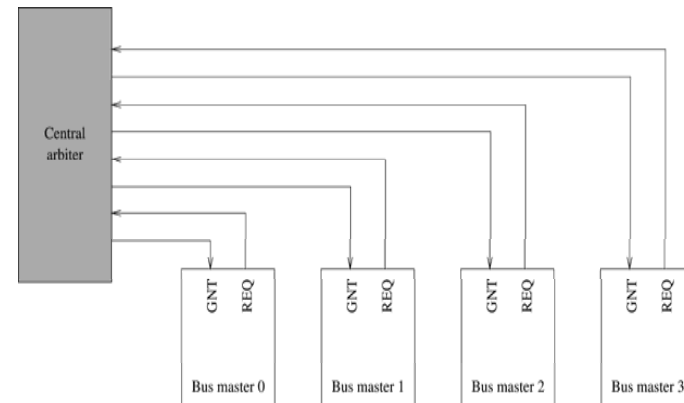 Central
arbiter
GNT
REQ
GNT
REQ
GNT
REQ
GNT
REQ
Bus master 0
Bus master 1
Bus master 2
Bus master 3